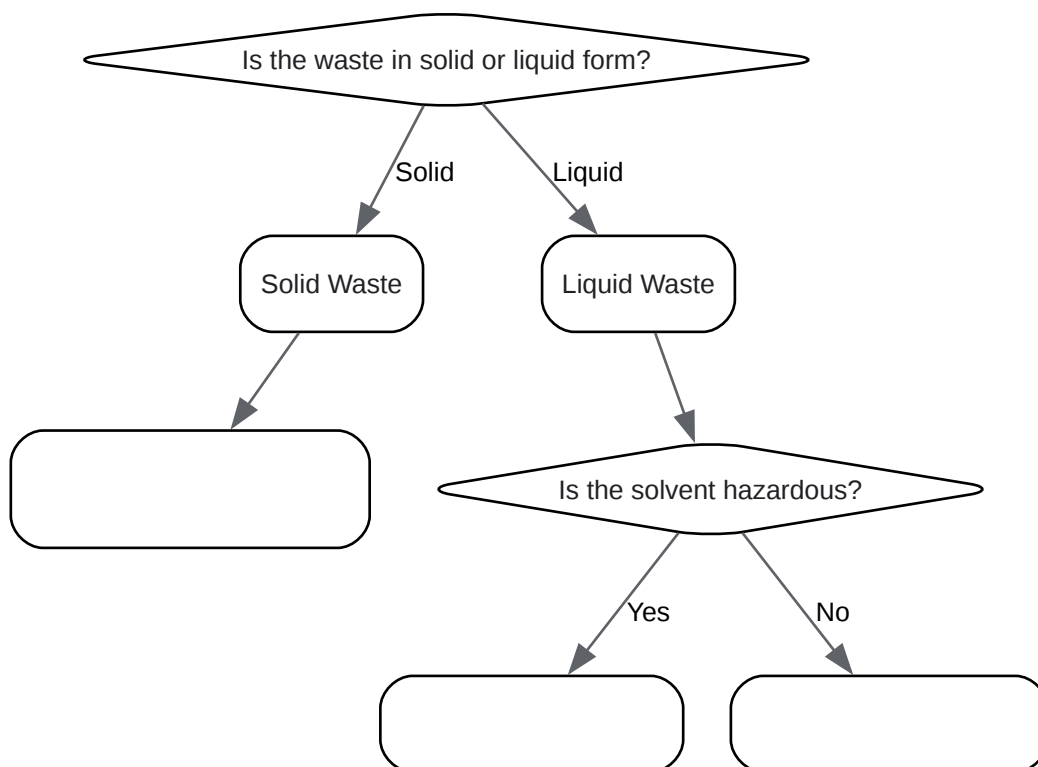 Is the waste in solid or liquid form?
Solid
Liquid
Solid Waste
Liquid Waste
Is the solvent hazardous?
Yes
No